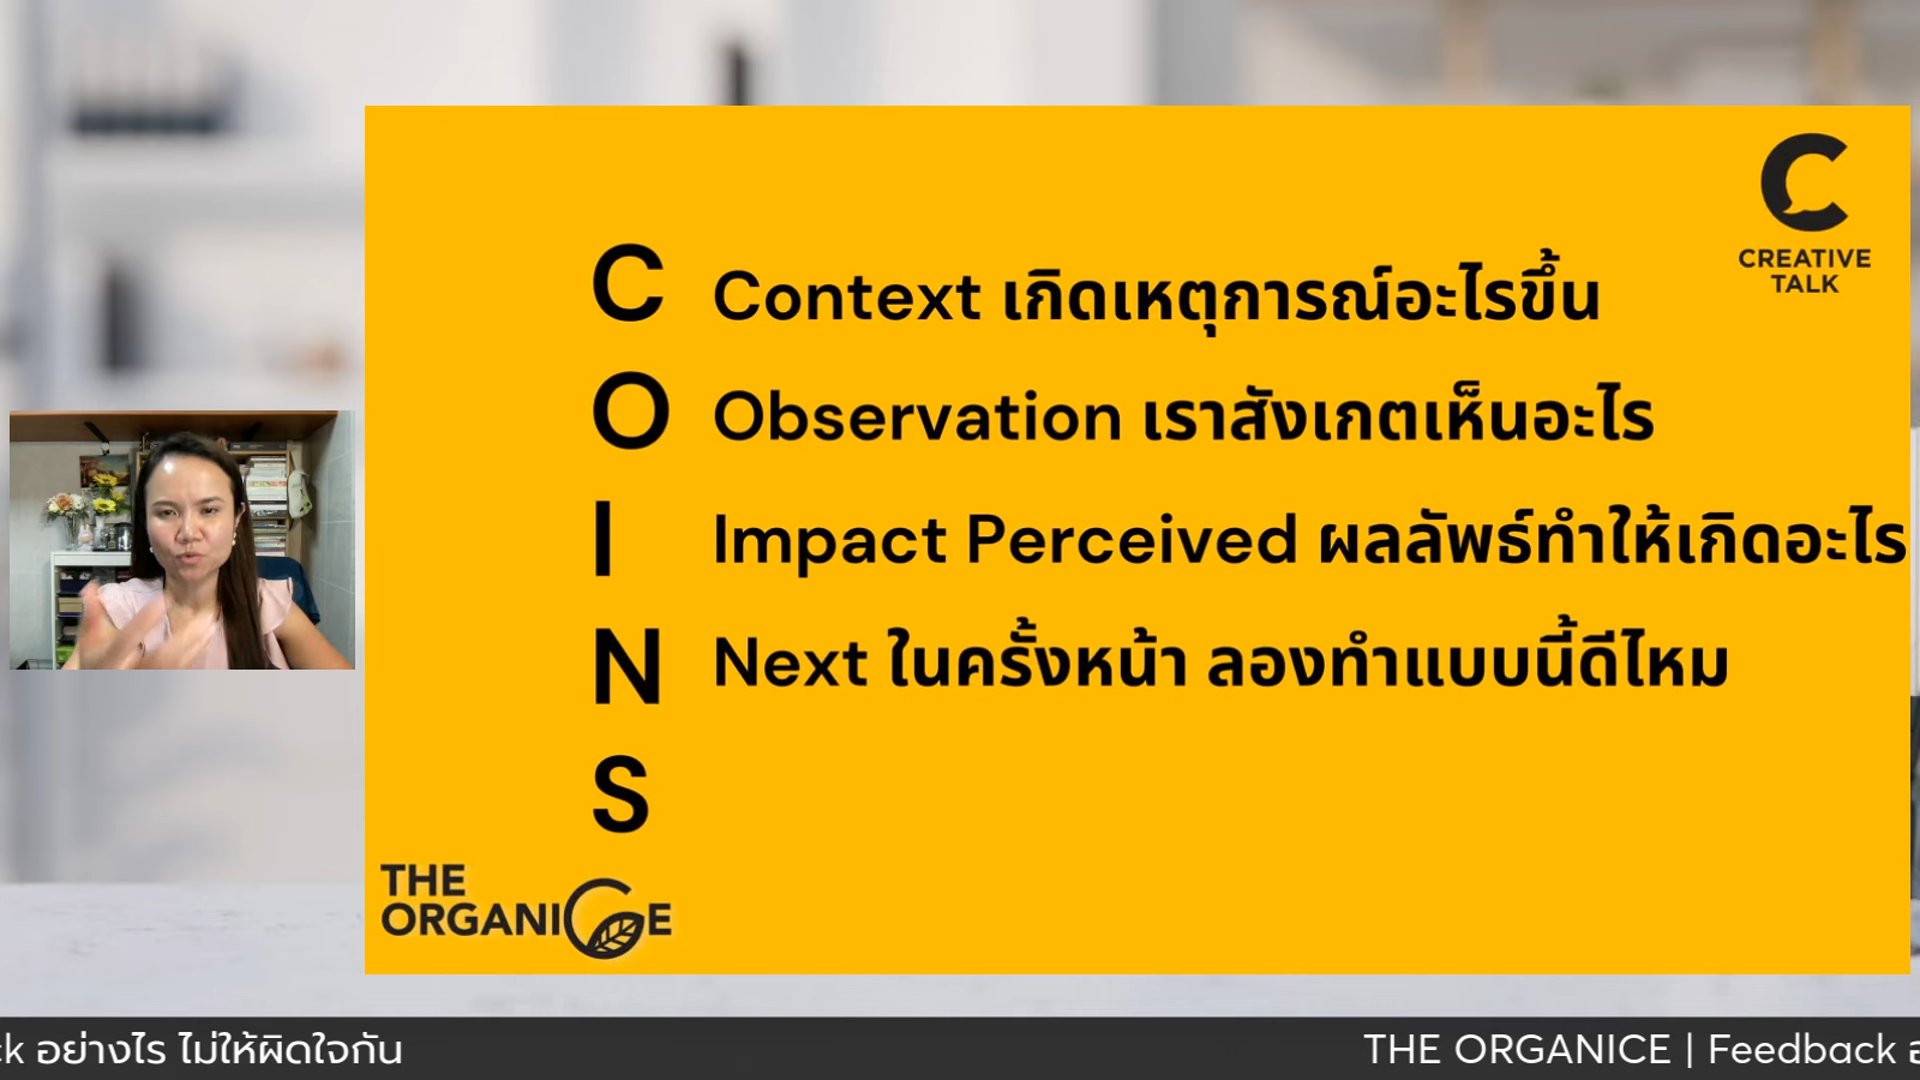 CREATIVE
TALK
C Context เกิดเหตุการณ์อะไรขึ้น
O Observation เราสังเกตเห็นอะไร
I Impact Perceived ผลลัพธ์ทำให้เกิดอะไร
N Next ในครั้งหน้า ลองทำแบบนี้ดีไหม
S
THE
ORGANICE
ck อย่างไร ไม่ให้ผิดใจกัน
THE ORGANICE | Feedback อ